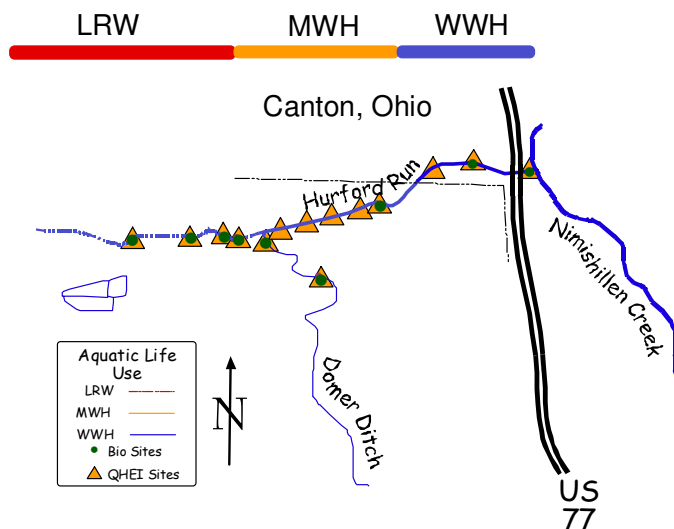 LRW MWH WWH
Canton, Ohio
Hurford Run
Nimishillen Creek
Domer Ditch
Aquatic Life
Use
LRW
MWH
WWH
Bio Sites
QHEI Sites
N
US
77